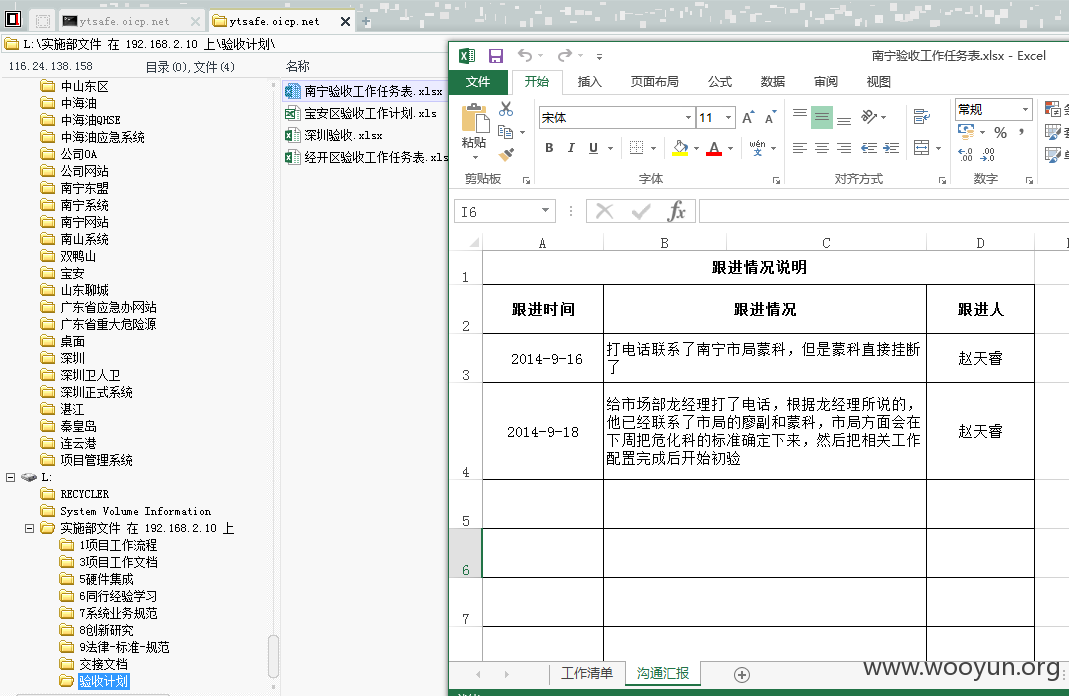 ytsafe.oicp.net
ytsafe.oicp.net
L:\实施部文件 在 192.168.2.10 上\验收计划\
116.24.138.158
目录(0),文件(4)
名称
中山东区
中海油
中海油QHSE
中海油应急系统
公司OA
公司网站
南宁东盟
南宁系统
南宁网站
南山系统
双鸭山
宝安
山东聊城
广东省应急办网站
广东省重大危险源
桌面
深圳
深圳卫人卫
深圳正式系统
湛江
秦皇岛
连云港
项目管理系统
L:
RECYCLER
System Volume Information
实施部文件 在 192.168.2.10 上
1项目工作流程
3项目工作文档
5硬件集成
6同行经验学习
7系统业务规范
8创新研究
9法律-标准-规范
交接文档
验收计划
南宁验收工作任务表.xlsx
宝安区验收工作计划.xls
深圳验收.xlsx
经开区验收工作任务表.xls
南宁验收工作任务表.xlsx - Excel
文件 开始 插入 页面布局 公式 数据 审阅 视图
粘贴
宋体 11
常规
B I U
wén
文
剪贴板 字体 对齐方式 数字
I6
fx
A B C D
1 跟进情况说明
2 跟进时间 跟进情况 跟进人
3 2014-9-16 打电话联系了南宁市局蒙科，但是蒙科直接挂断
了 赵天睿
4 2014-9-18 给市场部龙经理打了电话，根据龙经理所说的，
他已经联系了市局的廖副和蒙科，市局方面会在
下周把危化科的标准确定下来，然后把相关工作
配置完成后开始初验 赵天睿
5
6
7
工作清单 沟通汇报
www.wooyun.org